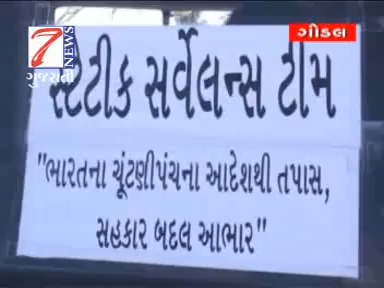 7
NEWS
ગુજરાતી
ગોંડલ
સ્ટેટીક સર્વેલન્સ ટીમ
"ભારતના ચૂંટણીપંચના આદેશથી તપાસ,
સહકાર બદલ આભાર"